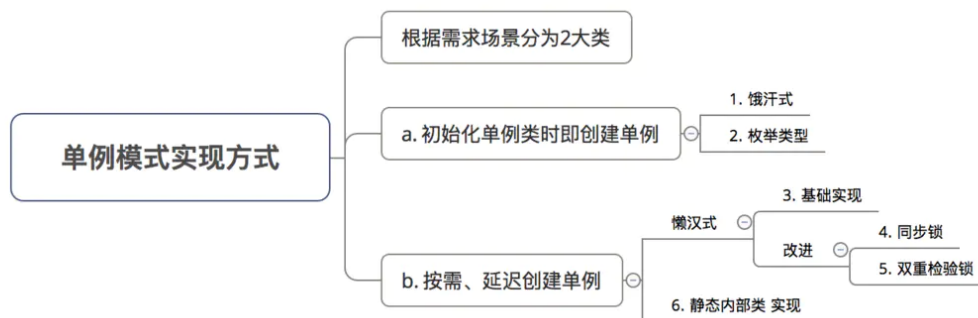 单例模式实现方式
根据需求场景分为2大类
a. 初始化单例类时即创建单例
1. 饿汗式
2. 枚举类型
b. 按需、延迟创建单例
懒汉式
3. 基础实现
改进
4. 同步锁
5. 双重检验锁
6. 静态内部类 实现